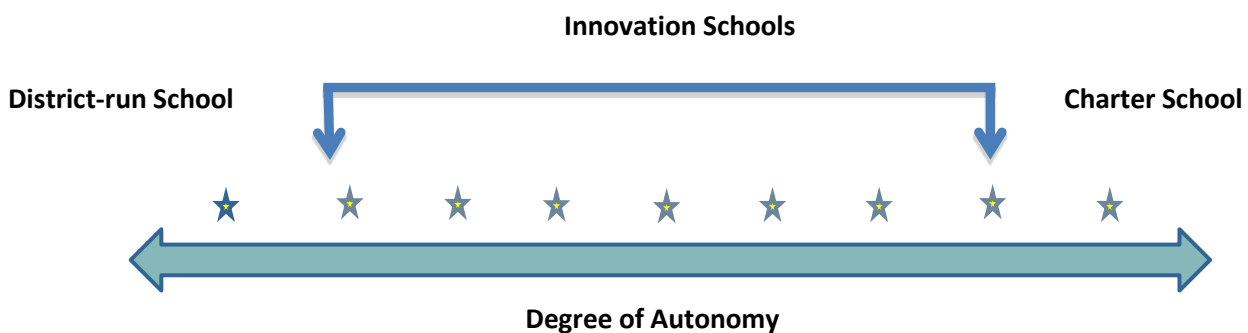 Innovation Schools
District-run School
Charter School
Degree of Autonomy